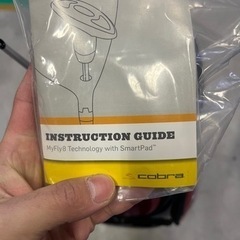 INSTRUCTION GUIDE
MyFly8 Technology with SmartPad™
cobra